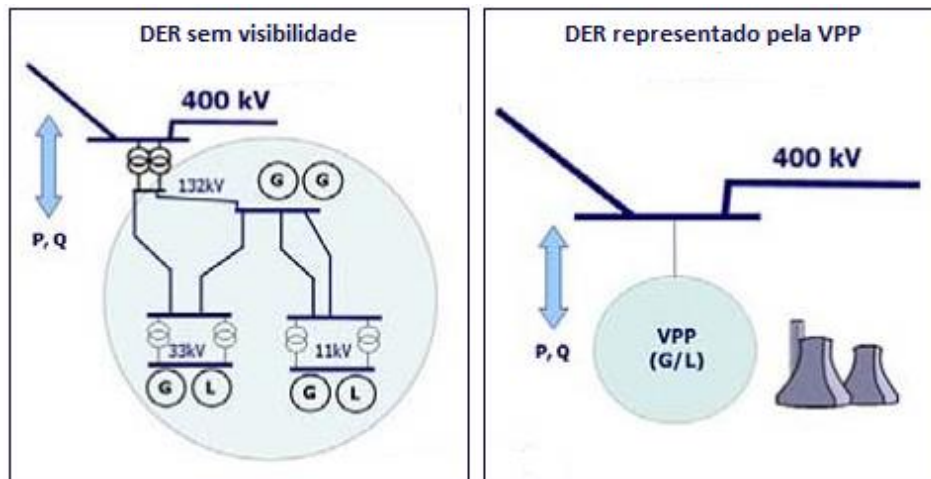 DER sem visibilidade
400 kV
132kV
G G
P, Q
33kV
11kV
G L
G L
DER representado pela VPP
400 kV
P, Q
VPP
(G/L)